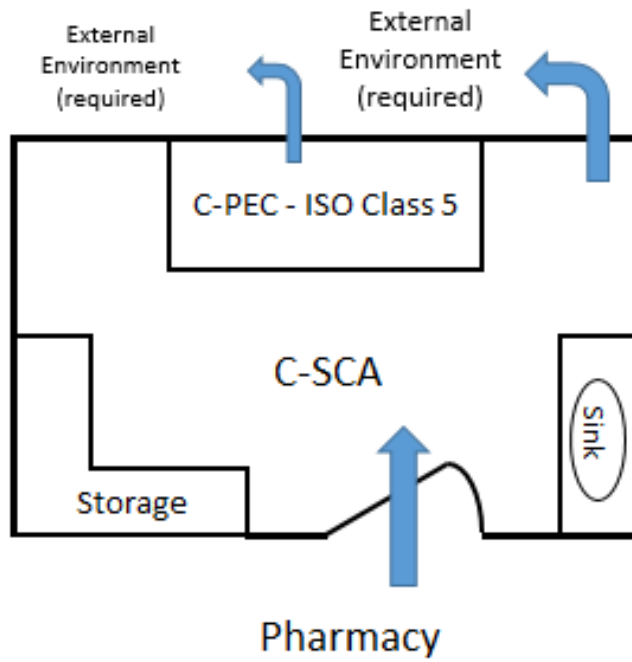 External
Environment
(required)
External
Environment
(required)
C-PEC - ISO Class 5
C-SCA
Sink
Storage
Pharmacy